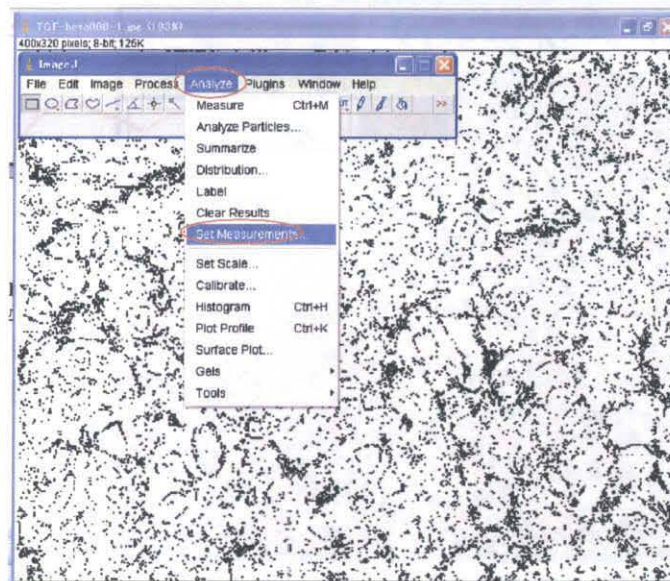 TGF-beta000-1.jpg (100%)
400x320 pixels; 8-bit; 126K
ImageJ
File Edit Image Process Analyze Plugins Window Help
Measure Ctrl+M
Analyze Particles...
Summarize
Distribution...
Label
Clear Results
Set Measurements...
Set Scale...
Calibrate...
Histogram Ctrl+H
Plot Profile Ctrl+K
Surface Plot...
Gels
Tools